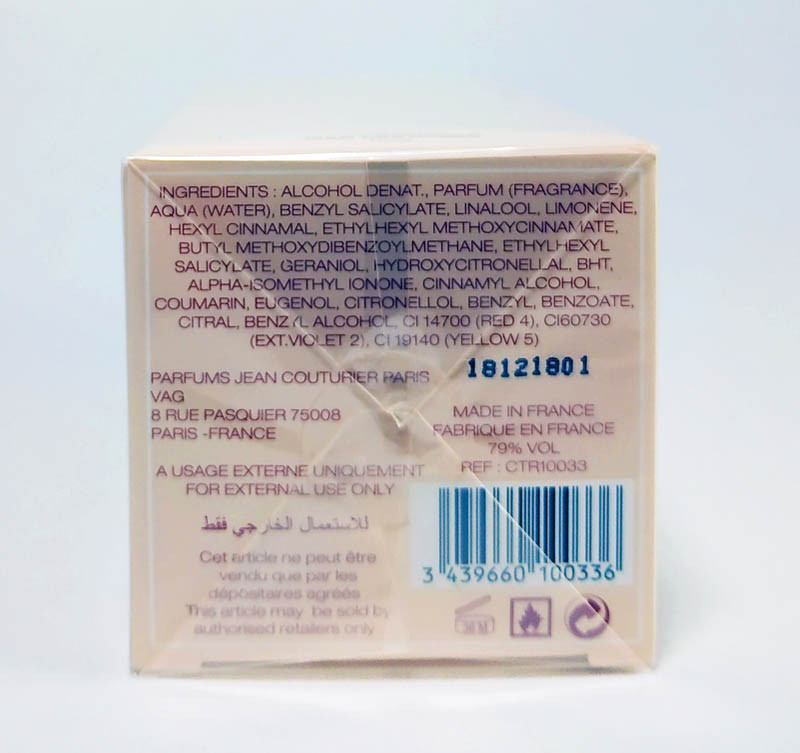 INGREDIENTS : ALCOHOL DENAT., PARFUM (FRAGRANCE),
AQUA (WATER), BENZYL SALICYLATE, LINALOOL, LIMONENE,
HEXYL CINNAMAL, ETHYLHEXYL METHOXYCINNAMATE,
BUTYL METHOXYDIBENZOYLMETHANE, ETHYLHEXYL
SALICYLATE, GERANIOL, HYDROXYCITRONELLAL, BHT,
ALPHA-ISOMETHYL IONONE, CINNAMYL ALCOHOL,
COUMARIN, EUGENOL, CITRONELLOL, BENZYL, BENZOATE,
CITRAL, BENZYL ALCOHOL, CI 14700 (RED 4), CI60730
(EXT.VIOLET 2), CI 19140 (YELLOW 5)
PARFUMS JEAN COUTURIER PARIS
VAG
8 RUE PASQUIER 75008
PARIS -FRANCE
A USAGE EXTERNE UNIQUEMENT
FOR EXTERNAL USE ONLY
للاستعمال الخارجي فقط
Cet article ne peut être
vendu que par les
dépositaires agréés
This article may be sold by
authorised retailers only
18121801
MADE IN FRANCE
FABRIQUE EN FRANCE
79% VOL
REF : CTR10033
3 439660 100336